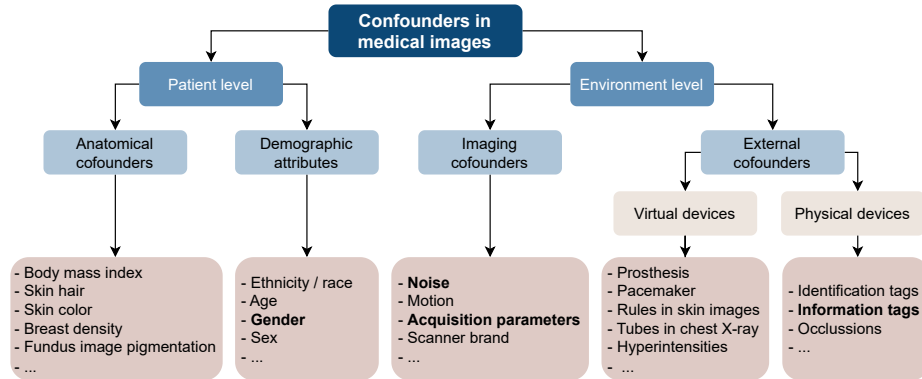 Confounders in
medical images
Patient level
Environment level
Anatomical
cofounders
Demographic
attributes
Imaging
cofounders
External
cofounders
Virtual devices
Physical devices
- Body mass index
- Skin hair
- Skin color
- Breast density
- Fundus image pigmentation
- ...
- Ethnicity / race
- Age
- Gender
- Sex
- ...
- Noise
- Motion
- Acquisition parameters
- Scanner brand
- ...
- Prosthesis
- Pacemaker
- Rules in skin images
- Tubes in chest X-ray
- Hyperintensities
- ...
- Identification tags
- Information tags
- Occlussions
- ...